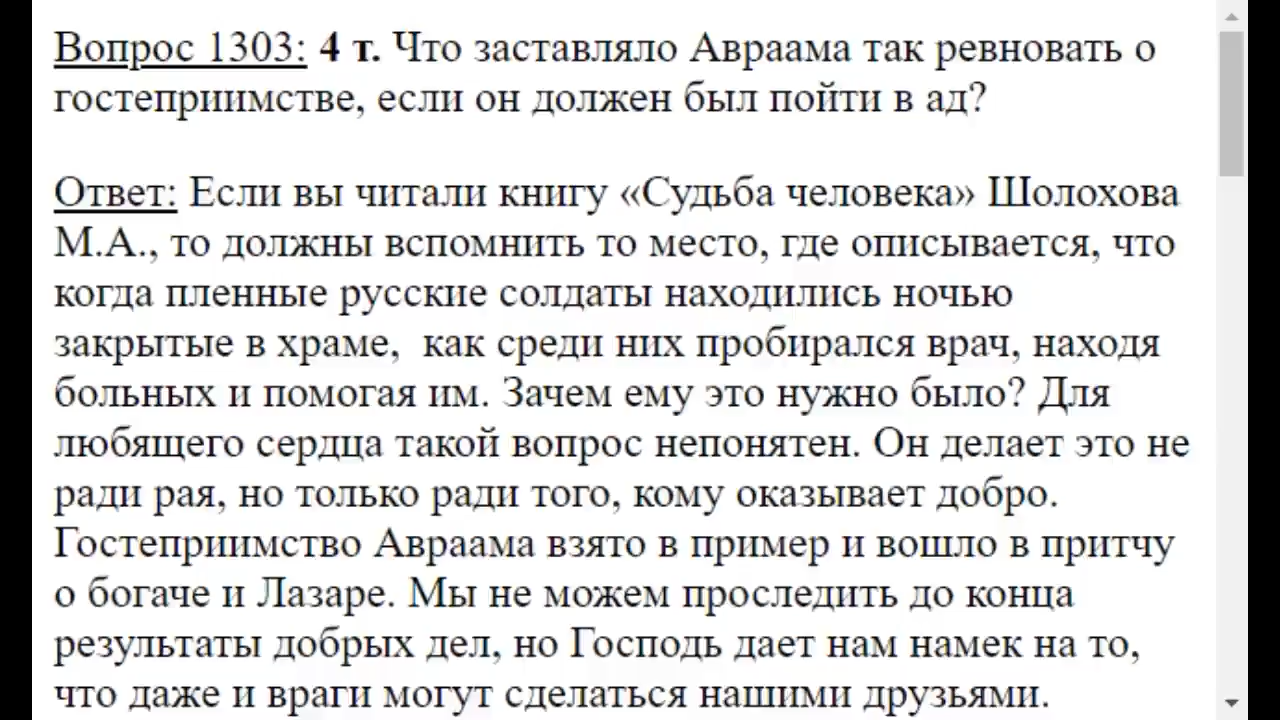 Вопрос 1303: 4 т. Что заставляло Авраама так ревновать о
гостеприимстве, если он должен был пойти в ад?
Ответ: Если вы читали книгу «Судьба человека» Шолохова
М.А., то должны вспомнить то место, где описывается, что
когда пленные русские солдаты находились ночью
закрытые в храме, как среди них пробирался врач, находя
больных и помогая им. Зачем ему это нужно было? Для
любящего сердца такой вопрос непонятен. Он делает это не
ради рая, но только ради того, кому оказывает добро.
Гостеприимство Авраама взято в пример и вошло в притчу
о богаче и Лазаре. Мы не можем проследить до конца
результаты добрых дел, но Господь дает нам намек на то,
что даже и враги могут сделаться нашими друзьями.